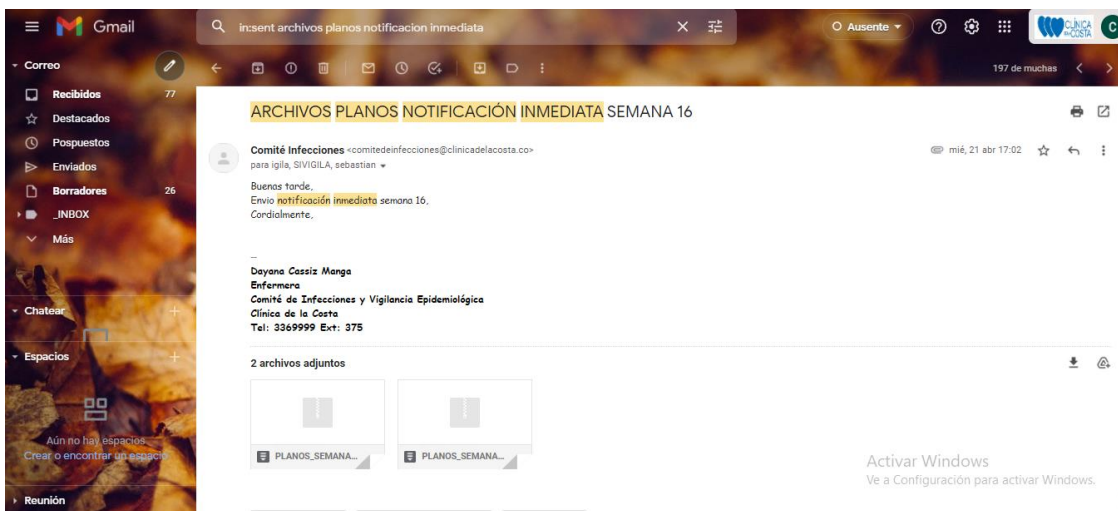 Gmail
in:sent archivos planos notificacion inmediata
Ausente
CLÍNICA
DE LA COSTA
C
Correo
197 de muchas
Recibidos 77
Destacados
Pospuestos
Enviados
Borradores 26
_INBOX
Más
Chatear
Espacios
Aún no hay espacios
Crear o encontrar un espacio
Reunión
ARCHIVOS PLANOS NOTIFICACIÓN INMEDIATA SEMANA 16
Comité Infecciones <comitedeinfecciones@clinicadelacosta.co>
mié, 21 abr 17:02
para igila, SIVIGILA, sebastian
Buenas tarde,
Envio notificación inmediata semana 16,
Cordialmente,
--
Dayana Cassiz Manga
Enfermera
Comité de Infecciones y Vigilancia Epidemiológica
Clínica de la Costa
Tel: 3369999 Ext: 375
2 archivos adjuntos
PLANOS_SEMANA...
PLANOS_SEMANA...
Activar Windows
Ve a Configuración para activar Windows.